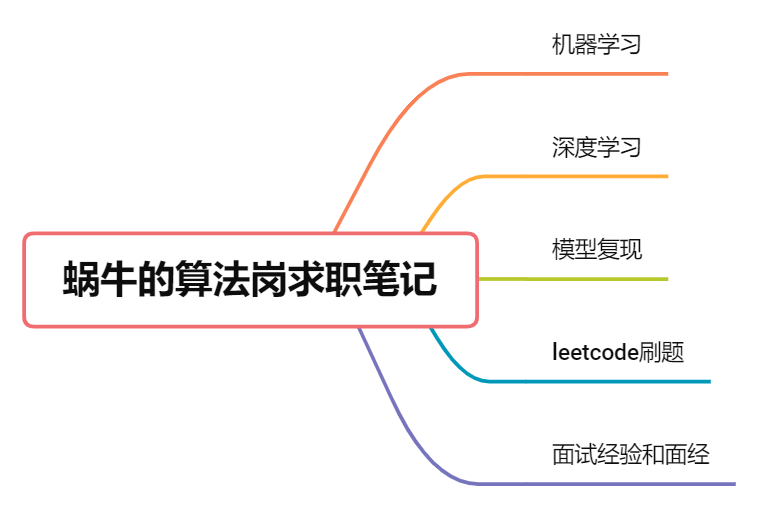 机器学习
深度学习
蜗牛的算法岗求职笔记
模型复现
leetcode刷题
面试经验和面经